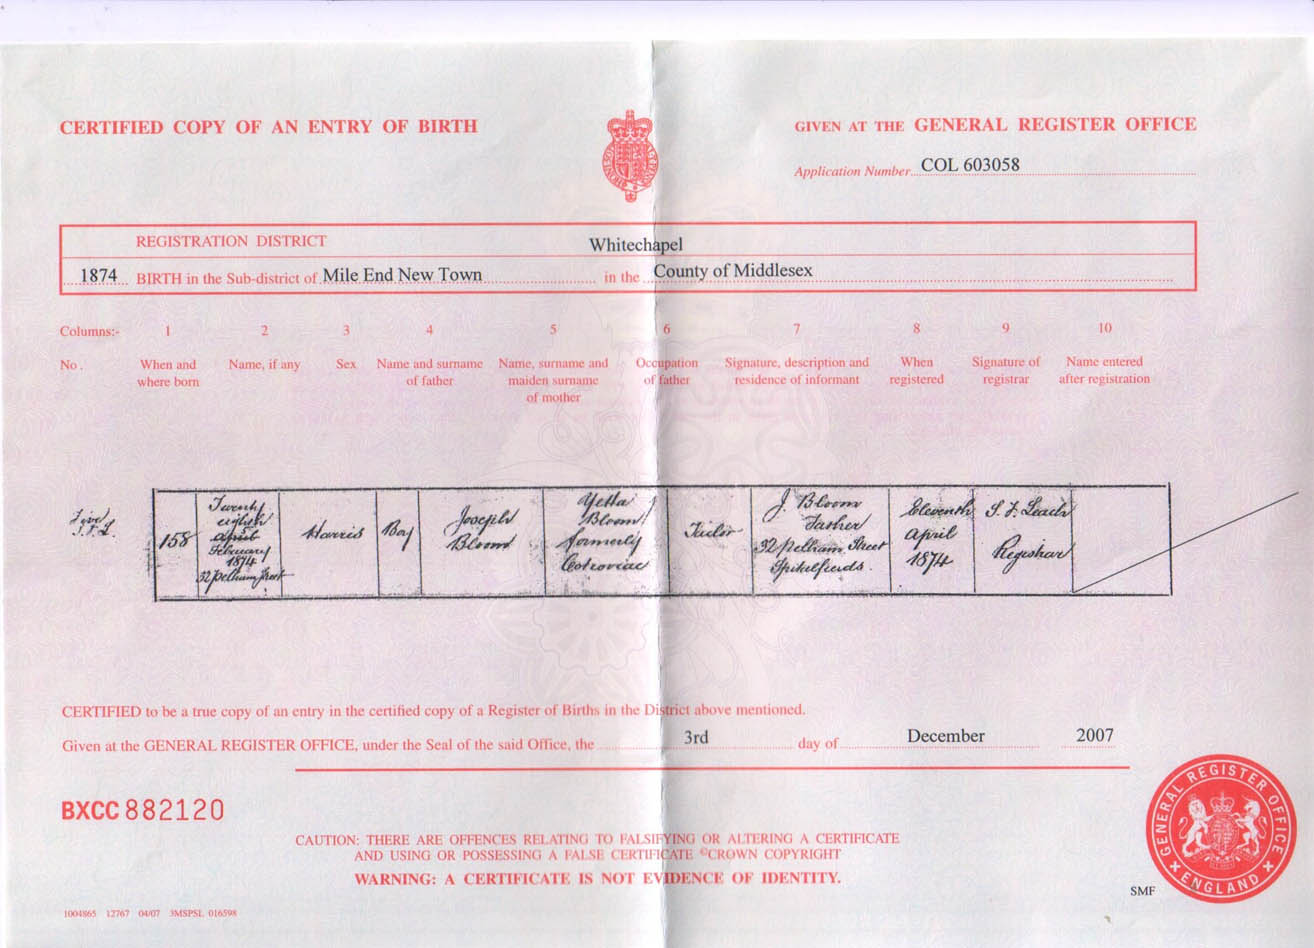 CERTIFIED COPY OF AN ENTRY OF BIRTH
GIVEN AT THE GENERAL REGISTER OFFICE
Application Number COL 603058
REGISTRATION DISTRICT Whitechapel
1874 BIRTH in the Sub-district of Mile End New Town in the County of Middlesex
Columns:- 1 2 3 4 5 6 7 8 9 10
No. When and where born Name, if any Sex Name and surname of father Name, surname and maiden surname of mother Occupation of father Signature, description and residence of informant When registered Signature of registrar Name entered after registration
158
Twenty
eighth
April
February
1874
32 Pelham Street
Harris
Boy
Joseph
Bloom
Yetta
Bloom
formerly
Tailor
J. Bloom
Father
32 Pelham Street
Spitelfields.
Eleventh
April
1874
S. F. Leach
Registrar
CERTIFIED to be a true copy of an entry in the certified copy of a Register of Births in the District above mentioned.
Given at the GENERAL REGISTER OFFICE, under the Seal of the said Office, the 3rd day of December 2007
BXCC 882120
CAUTION: THERE ARE OFFENCES RELATING TO FALSIFYING OR ALTERING A CERTIFICATE
AND USING OR POSSESSING A FALSE CERTIFICATE ©CROWN COPYRIGHT
WARNING: A CERTIFICATE IS NOT EVIDENCE OF IDENTITY.
GENERAL REGISTER OFFICE
ENGLAND
SMF
1004865 12767 04/07 3MSPSL 016598